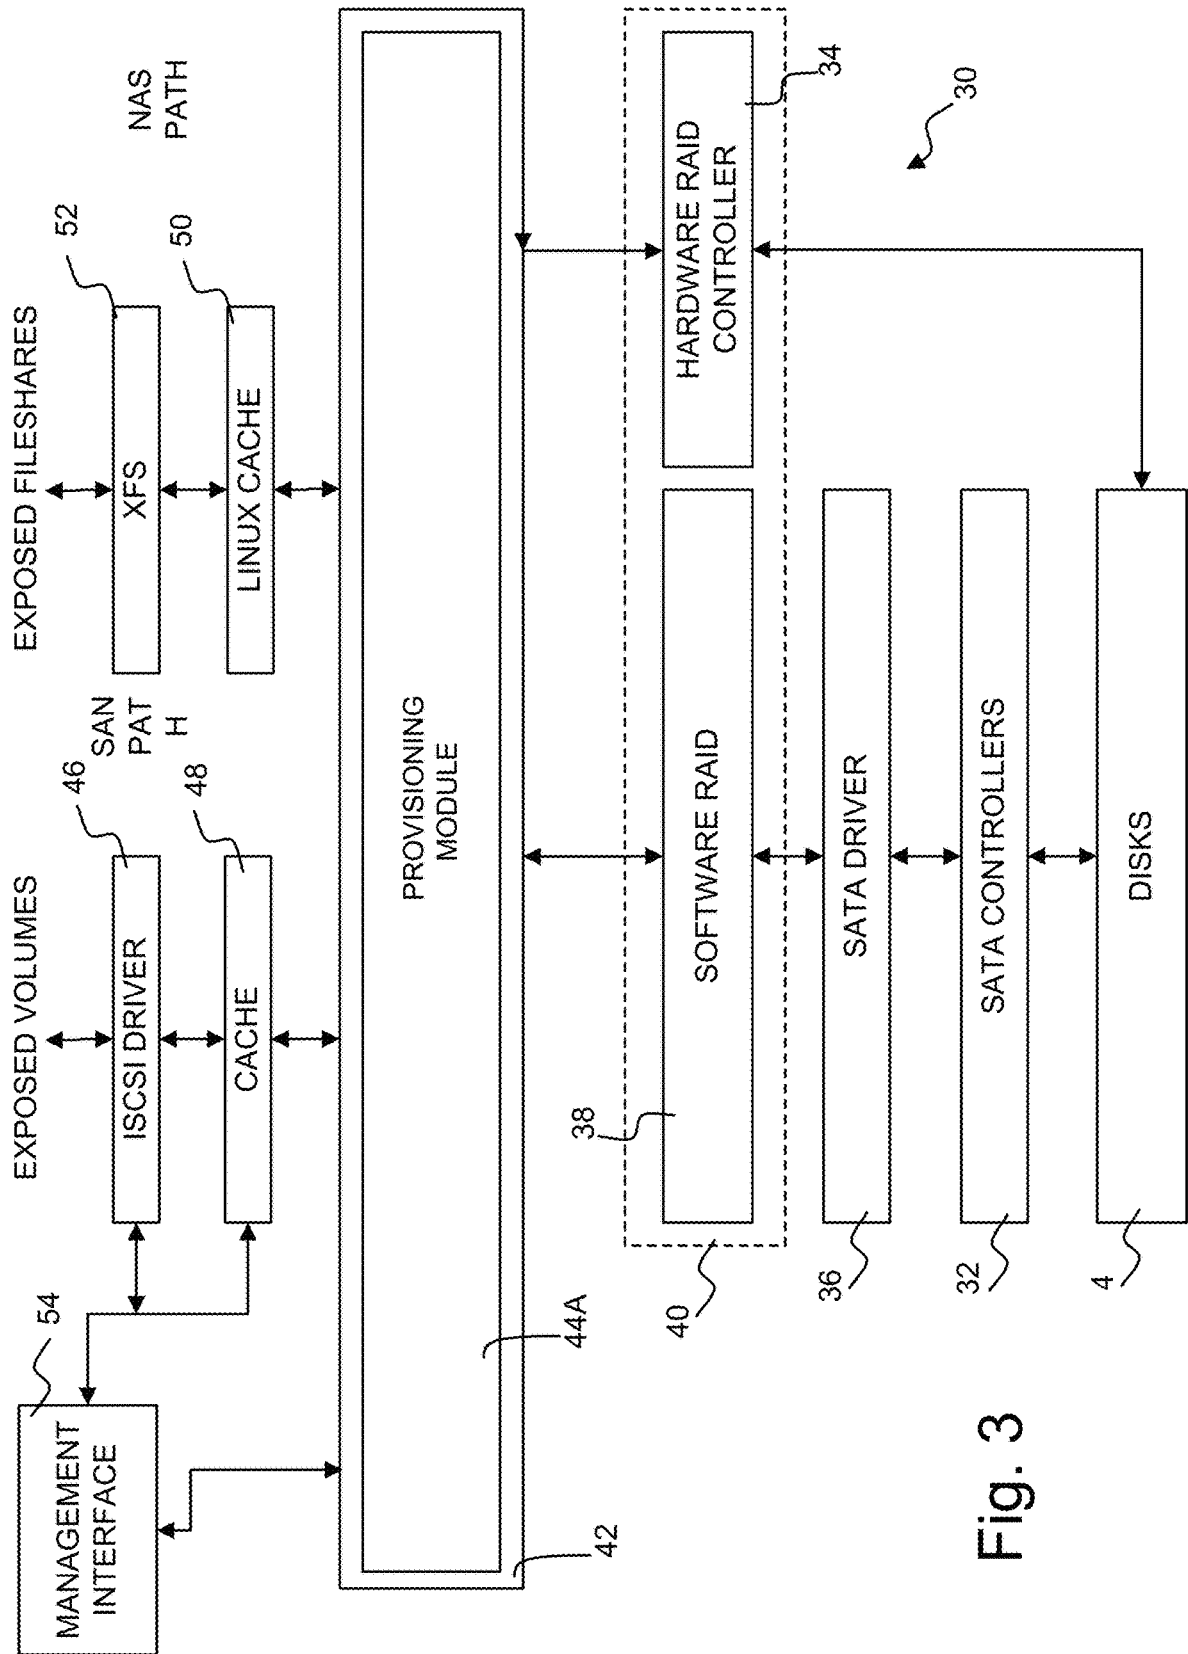 EXPOSED VOLUMES
EXPOSED FILESHARES
54
MANAGEMENT
INTERFACE
46
ISCSI DRIVER
SAN
PAT
H
52
XFS
NAS
PATH
48
CACHE
50
LINUX CACHE
PROVISIONING
MODULE
42
44A
38
SOFTWARE RAID
HARDWARE RAID
CONTROLLER
34
40
36
SATA DRIVER
32
SATA CONTROLLERS
30
4
DISKS
Fig. 3